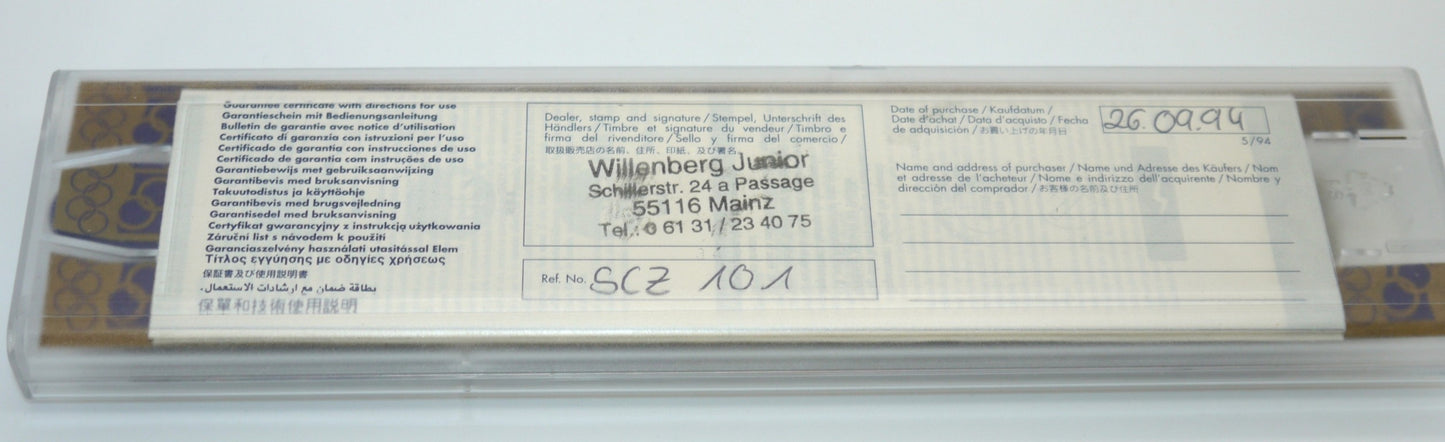 Guarantee certificate with directions for use
Garantieschein mit Bedienungsanleitung
Bulletin de garantie avec notice d'utilisation
Certificato di garanzia con istruzioni per l'uso
Certificado de garantía con instrucciones de uso
Certificado de garantia com instruções de uso
Garantiebewijs met gebruiksaanwijzing
Garantibevis med bruksanvisning
Takuutodistus ja käyttöohje
Garantibevis med brugsvejledning
Garantisedel med bruksanvisning
Certyfikat gwarancyjny z instrukcją użytkowania
Záruční list s návodem k použití
Garanciaszelvény használati utasitással Elem
Τίτλος εγγύησης με οδηγίες χρήσεως
保証書及び使用説明書
بطاقة ضمان مع ارشادات الاستعمال.
保單和技術使用説明
Dealer, stamp and signature / Stempel, Unterschrift des
Händlers / Timbre et signature du vendeur / Timbro e
firma del rivenditore / Sello y firma del comercio /
取扱販売店の名前、住所、印紙、及び署名
Willenberg Junior
Schillerstr. 24 a Passage
55116 Mainz
Tel.: 0 61 31 / 23 40 75
Ref. No. SCZ 101
Date of purchase / Kaufdatum /
Date d'achat / Data d'acquisto / Fecha
de adquisición / お買い上げの年月日
26.09.94
5/94
Name and address of purchaser / Name und Adresse des Käufers / Nom
et adresse de l'acheteur / Nome e indirizzo dell'acquirente / Nombre y
dirección del comprador / お客様の名前及び住所